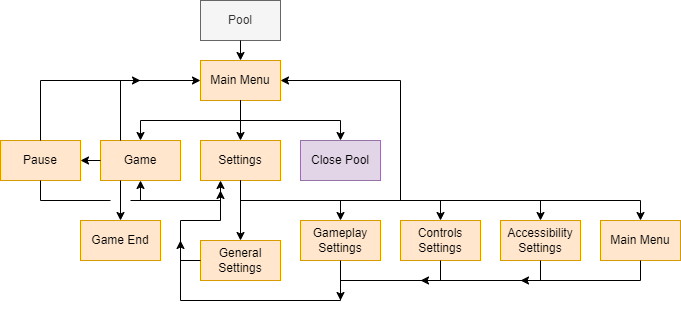 Pool
Main Menu
Pause
Game
Settings
Close Pool
Game End
General
Settings
Gameplay
Settings
Controls
Settings
Accessibility
Settings
Main Menu